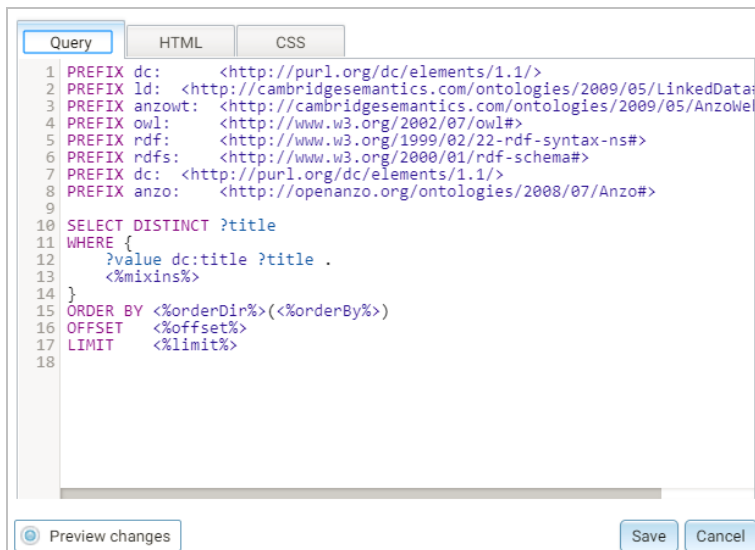 Query HTML CSS
1 PREFIX dc: <http://purl.org/dc/elements/1.1/>
2 PREFIX ld: <http://cambridgesemantics.com/ontologies/2009/05/LinkedData#
3 PREFIX anzowt: <http://cambridgesemantics.com/ontologies/2009/05/AnzoWe
4 PREFIX owl: <http://www.w3.org/2002/07/owl#>
5 PREFIX rdf: <http://www.w3.org/1999/02/22-rdf-syntax-ns#>
6 PREFIX rdfs: <http://www.w3.org/2000/01/rdf-schema#>
7 PREFIX dc: <http://purl.org/dc/elements/1.1/>
8 PREFIX anzo: <http://openanzo.org/ontologies/2008/07/Anzo#>
9
10 SELECT DISTINCT ?title
11 WHERE {
12 ?value dc:title ?title .
13 <%mixins%>
14 }
15 ORDER BY <%orderDir%>(<%orderBy%>)
16 OFFSET <%offset%>
17 LIMIT <%limit%>
18
Preview changes Save Cancel